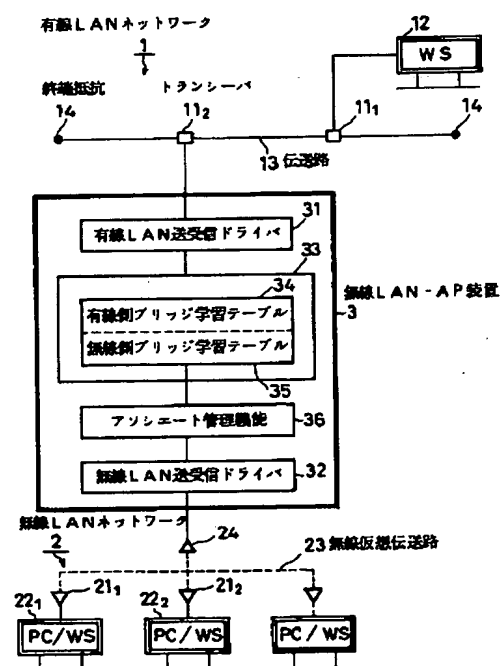 有線LANネットワーク
1
12
WS
終端抵抗
トランシーバ
14
11₂
11₁
14
13 伝送路
31
有線LAN送受信ドライバ
33
34
有線側ブリッジ学習テーブル
無線側ブリッジ学習テーブル
35
無線LAN-AP装置
3
アソシエート管理機能
36
無線LAN送受信ドライバ
32
無線LANネットワーク
2
24
23 無線仮想伝送路
21₁
21₂
22₁
22₂
PC/WS
PC/WS
PC/WS